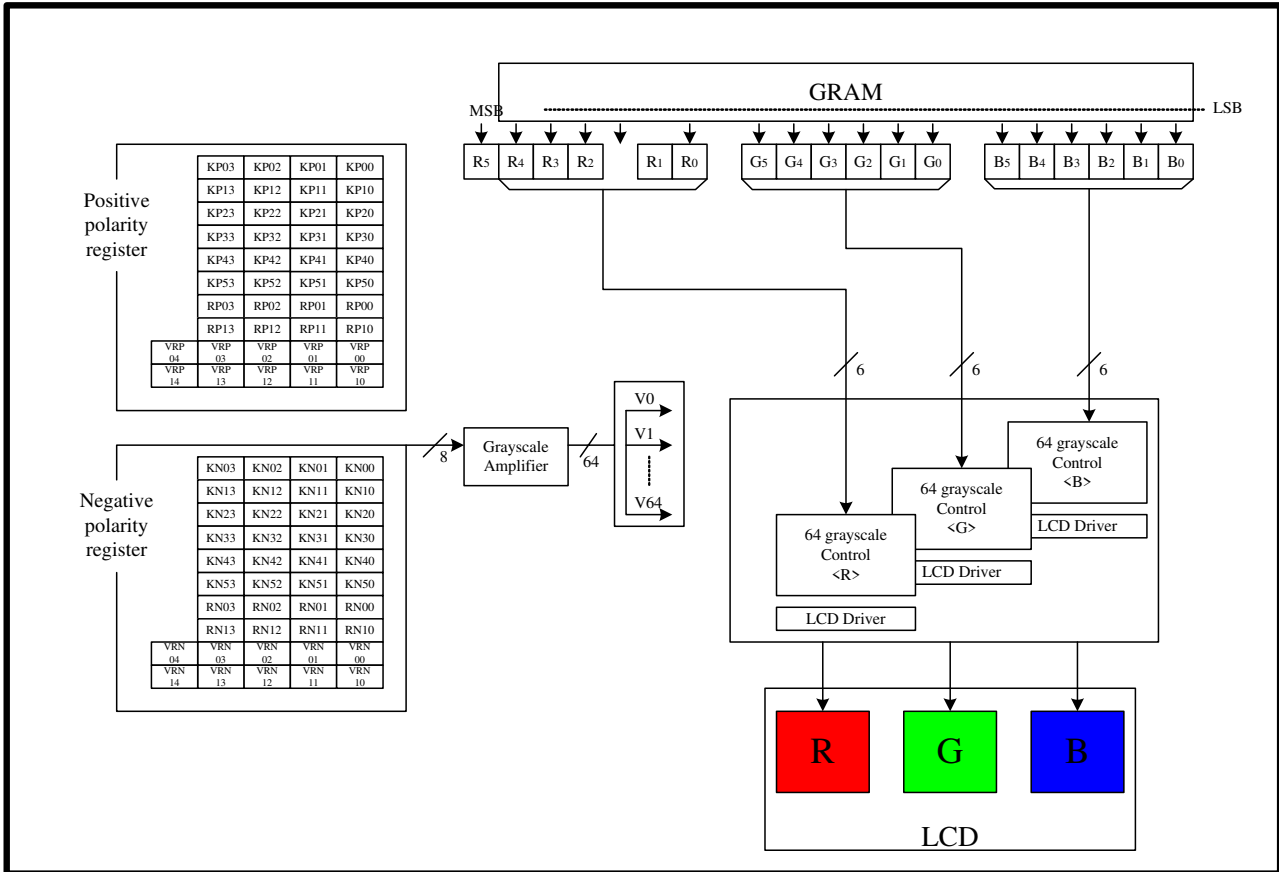 GRAM
MSB
LSB
R5 R4 R3 R2 R1 R0 G5 G4 G3 G2 G1 G0 B5 B4 B3 B2 B1 B0
Positive
polarity
register
KP03 KP02 KP01 KP00
KP13 KP12 KP11 KP10
KP23 KP22 KP21 KP20
KP33 KP32 KP31 KP30
KP43 KP42 KP41 KP40
KP53 KP52 KP51 KP50
RP03 RP02 RP01 RP00
RP13 RP12 RP11 RP10
VRP 04 VRP 03 VRP 02 VRP 01 VRP 00
VRP 14 VRP 13 VRP 12 VRP 11 VRP 10
Negative
polarity
register
KN03 KN02 KN01 KN00
KN13 KN12 KN11 KN10
KN23 KN22 KN21 KN20
KN33 KN32 KN31 KN30
KN43 KN42 KN41 KN40
KN53 KN52 KN51 KN50
RN03 RN02 RN01 RN00
RN13 RN12 RN11 RN10
VRN 04 VRN 03 VRN 02 VRN 01 VRN 00
VRN 14 VRN 13 VRN 12 VRN 11 VRN 10
8
Grayscale
Amplifier
64
V0
V1
V64
6 6 6
64 grayscale
Control
<B>
LCD Driver
64 grayscale
Control
<G>
LCD Driver
64 grayscale
Control
<R>
LCD Driver
R G B
LCD